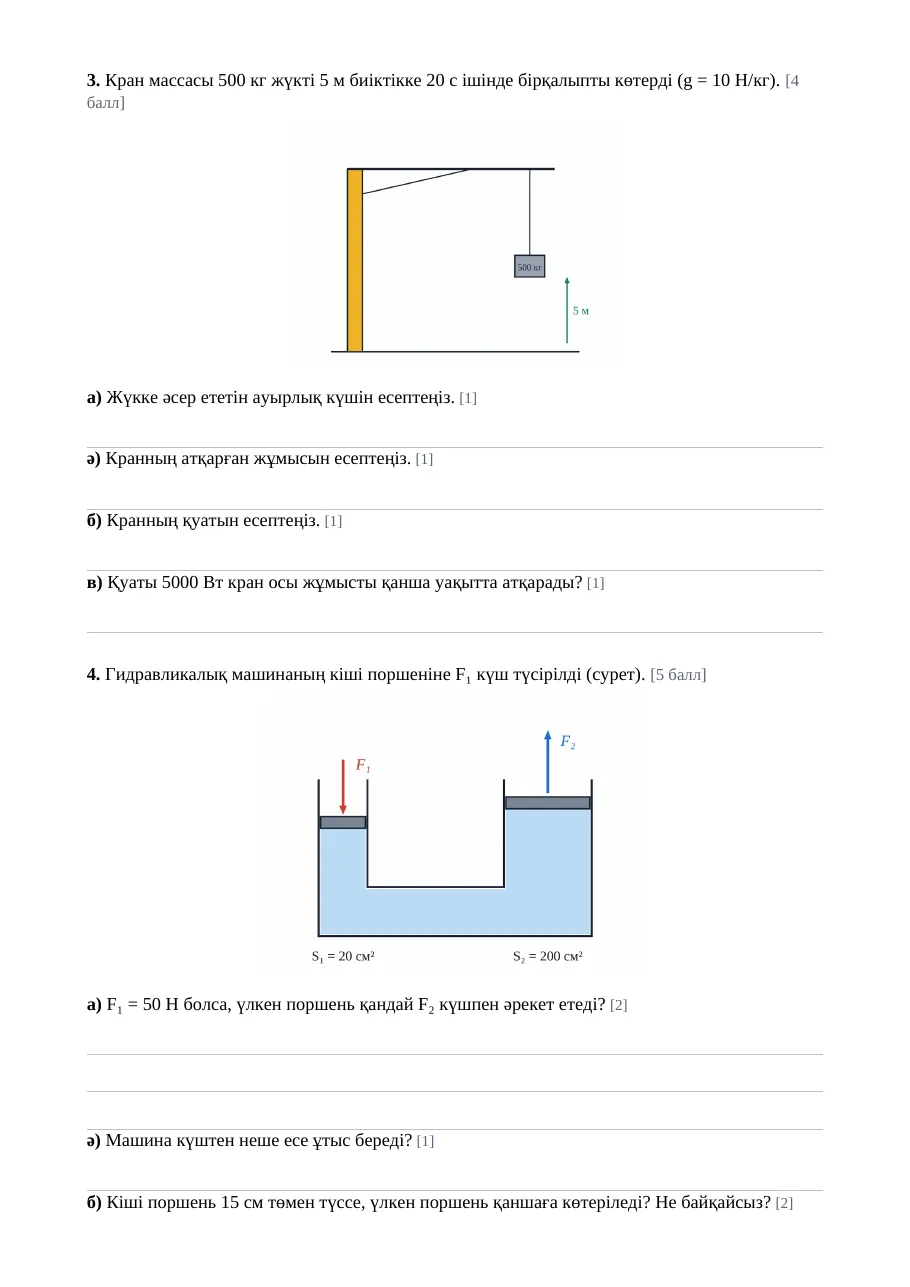 3. Кран массасы 500 кг жүкті 5 м биіктікке 20 с ішінде бірқалыпты көтерді (g = 10 Н/кг). [4
балл]
500 кг
5 м
а) Жүкке әсер ететін ауырлық күшін есептеңіз. [1]
ә) Кранның атқарған жұмысын есептеңіз. [1]
б) Кранның қуатын есептеңіз. [1]
в) Қуаты 5000 Вт кран осы жұмысты қанша уақытта атқарады? [1]
4. Гидравликалық машинаның кіші поршеніне F₁ күш түсірілді (сурет). [5 балл]
F₂
F₁
S₁ = 20 см² S₂ = 200 см²
а) F₁ = 50 Н болса, үлкен поршень қандай F₂ күшпен әрекет етеді? [2]
ә) Машина күштен неше есе ұтыс береді? [1]
б) Кіші поршень 15 см төмен түссе, үлкен поршень қаншаға көтеріледі? Не байқайсыз? [2]